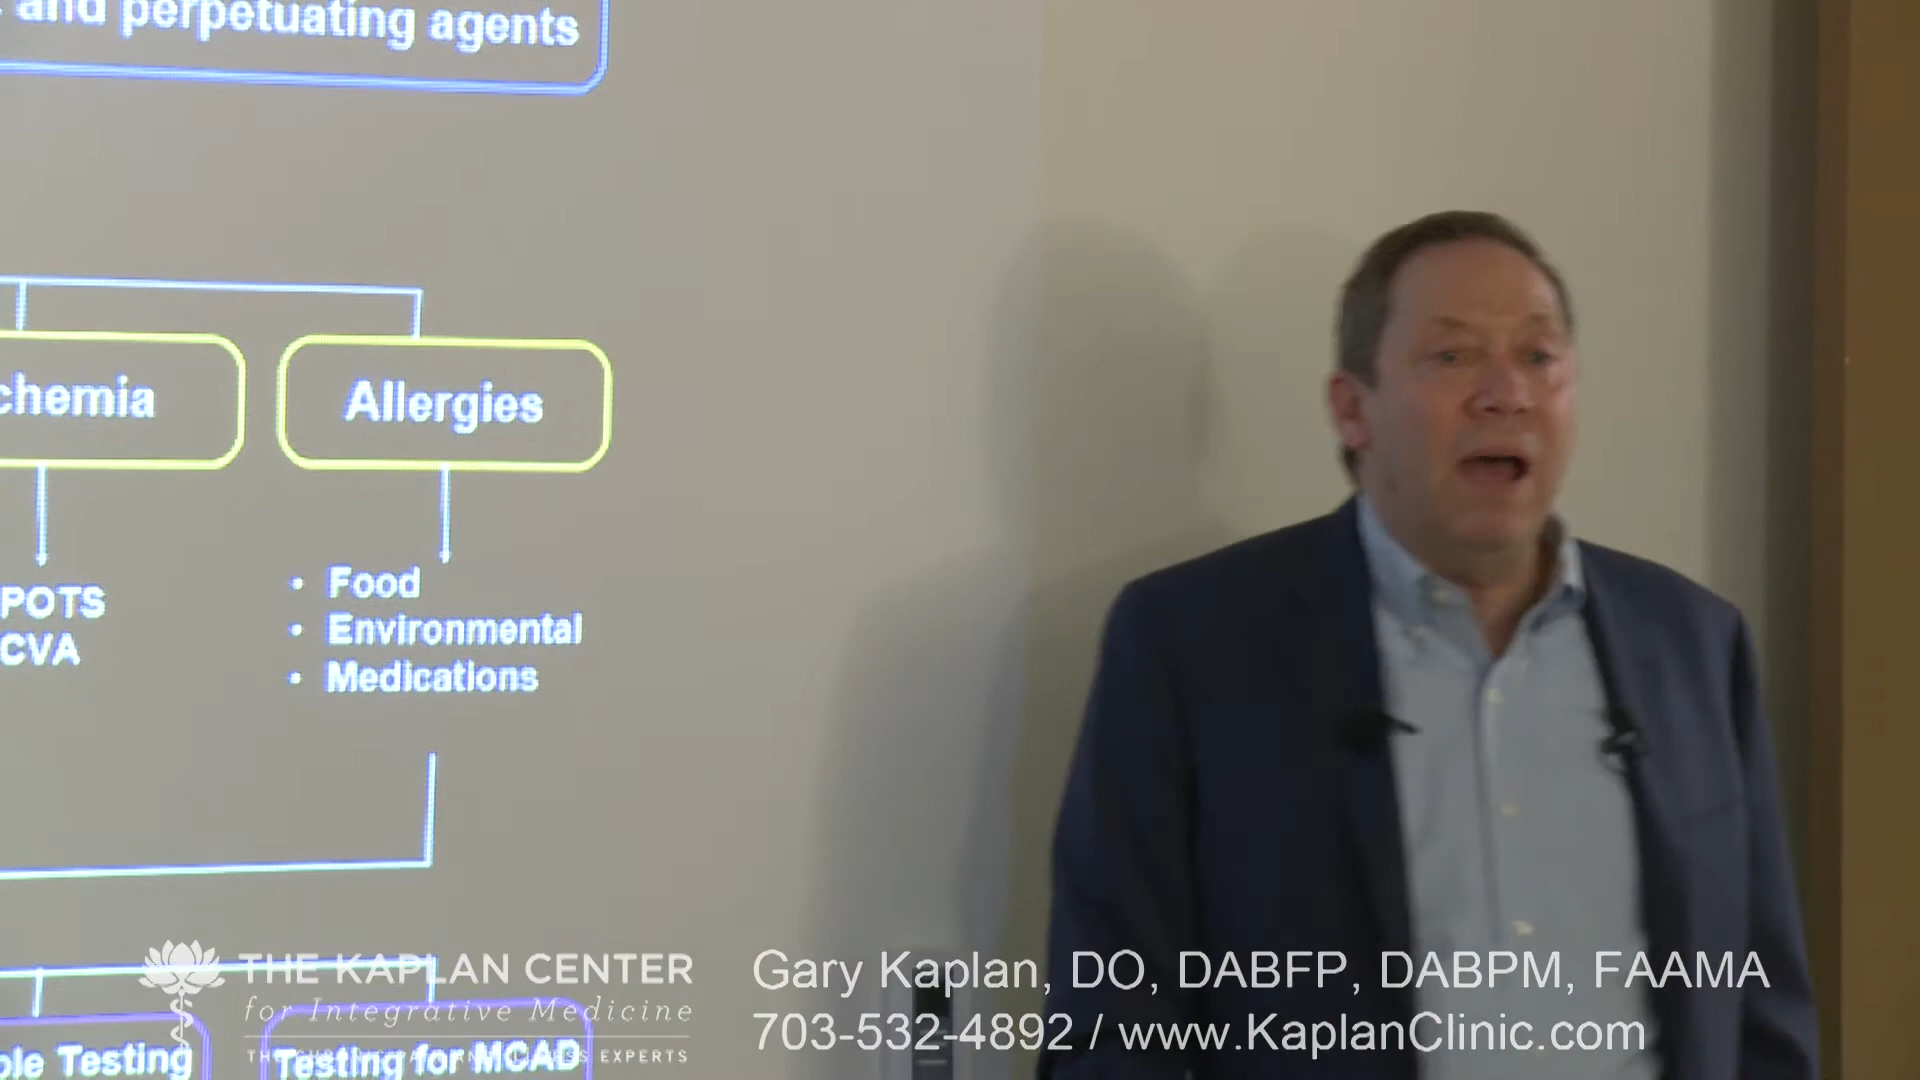 and perpetuating agents
Allergies
POTS
CVA
• Food
• Environmental
• Medications
Testing
Testing for MCAD
THE KAPLAN CENTER
for Integrative Medicine
EXPERTS
Gary Kaplan, DO, DABFP, DABPM, FAAMA
703-532-4892 / www.KaplanClinic.com